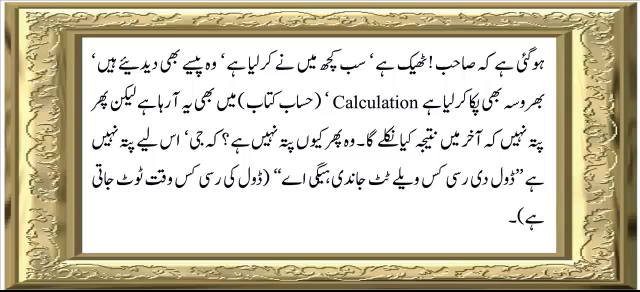 ہوگئی ہے کہ صاحب! ٹھیک ہے‘ سب کچھ میں نے کرلیا ہے‘ وہ پیسے بھی دیدئیے ہیں‘
بھروسہ بھی پکا کرلیا ہے Calculation ‘ (حساب کتاب) میں بھی یہ آرہا ہے لیکن پھر
پتہ نہیں کہ آخر میں نتیجہ کیا نکلے گا۔ وہ پھر کیوں پتہ نہیں ہے؟ کہ جی‘ اس لیے پتہ نہیں
ہے ”ڈول دی رسی کس ویلے ٹٹ جاندی ہیگی اے“ (ڈول کی رسی کس وقت ٹوٹ جاتی
ہے)۔